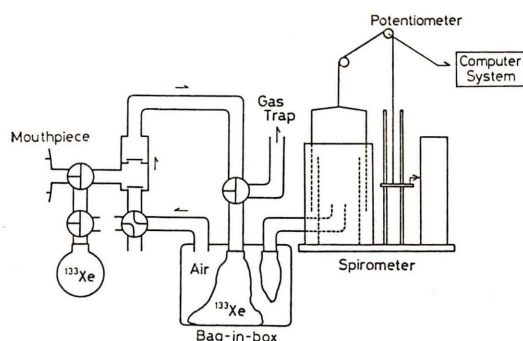 Potentiometer
Computer
System
Gas
Trap
Mouthpiece
Air
¹³³Xe
¹³³Xe
Spirometer
Bag-in-box